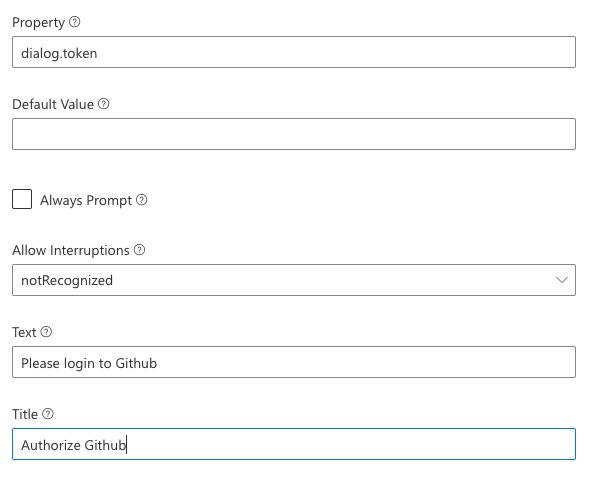 Property
dialog.token
Default Value
Always Prompt
Allow Interruptions
notRecognized
Text
Please login to Github
Title
Authorize Github